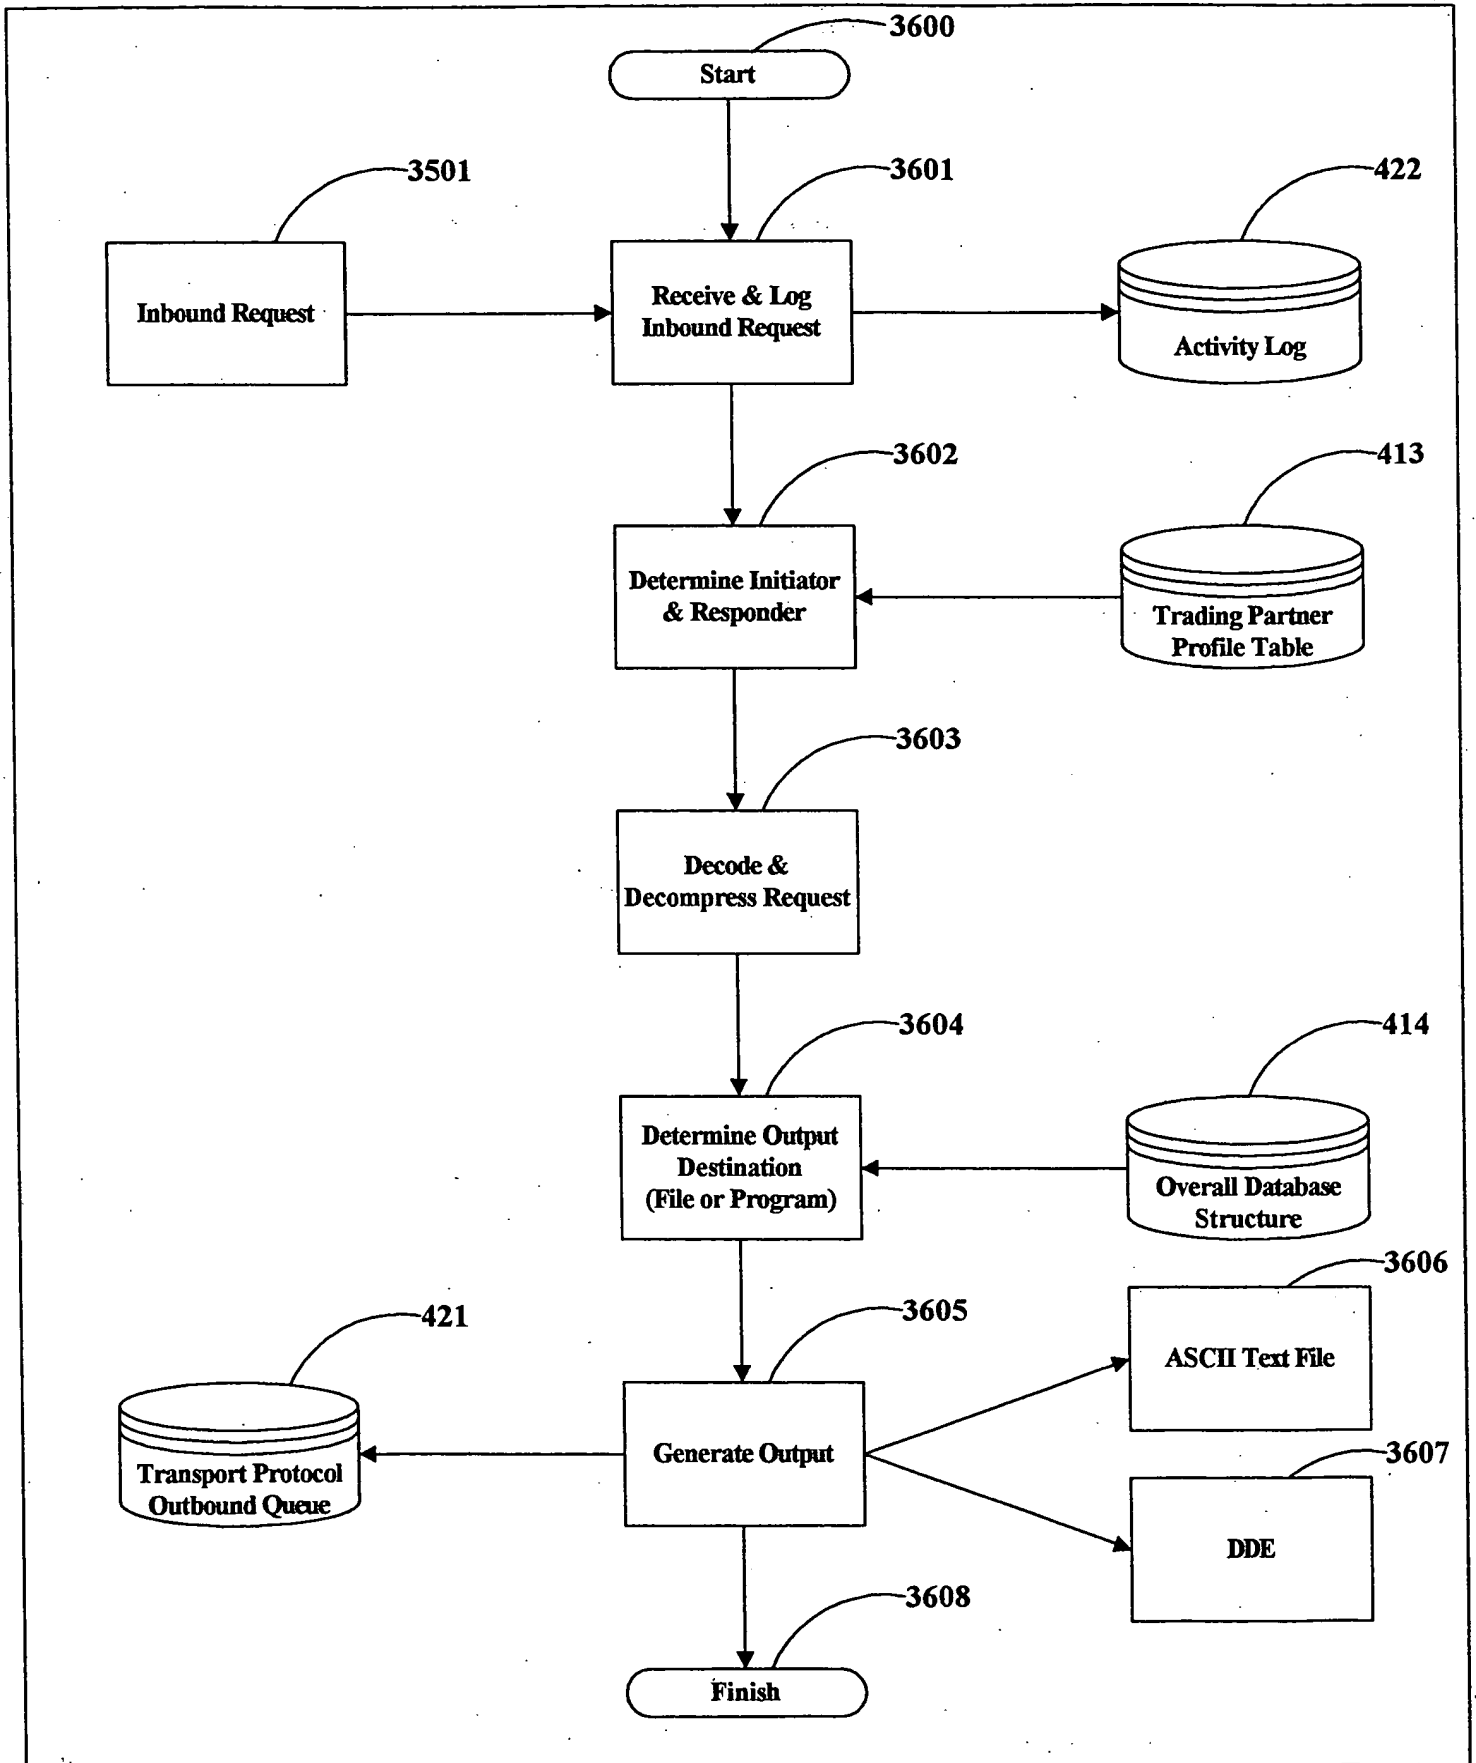 3600
Start
3501
3601
422
Inbound Request
Receive & Log
Inbound Request
Activity Log
3602
413
Determine Initiator
& Responder
Trading Partner
Profile Table
3603
Decode &
Decompress Request
3604
414
Determine Output
Destination
(File or Program)
Overall Database
Structure
3606
421
3605
ASCII Text File
Transport Protocol
Outbound Queue
Generate Output
3607
DDE
3608
Finish